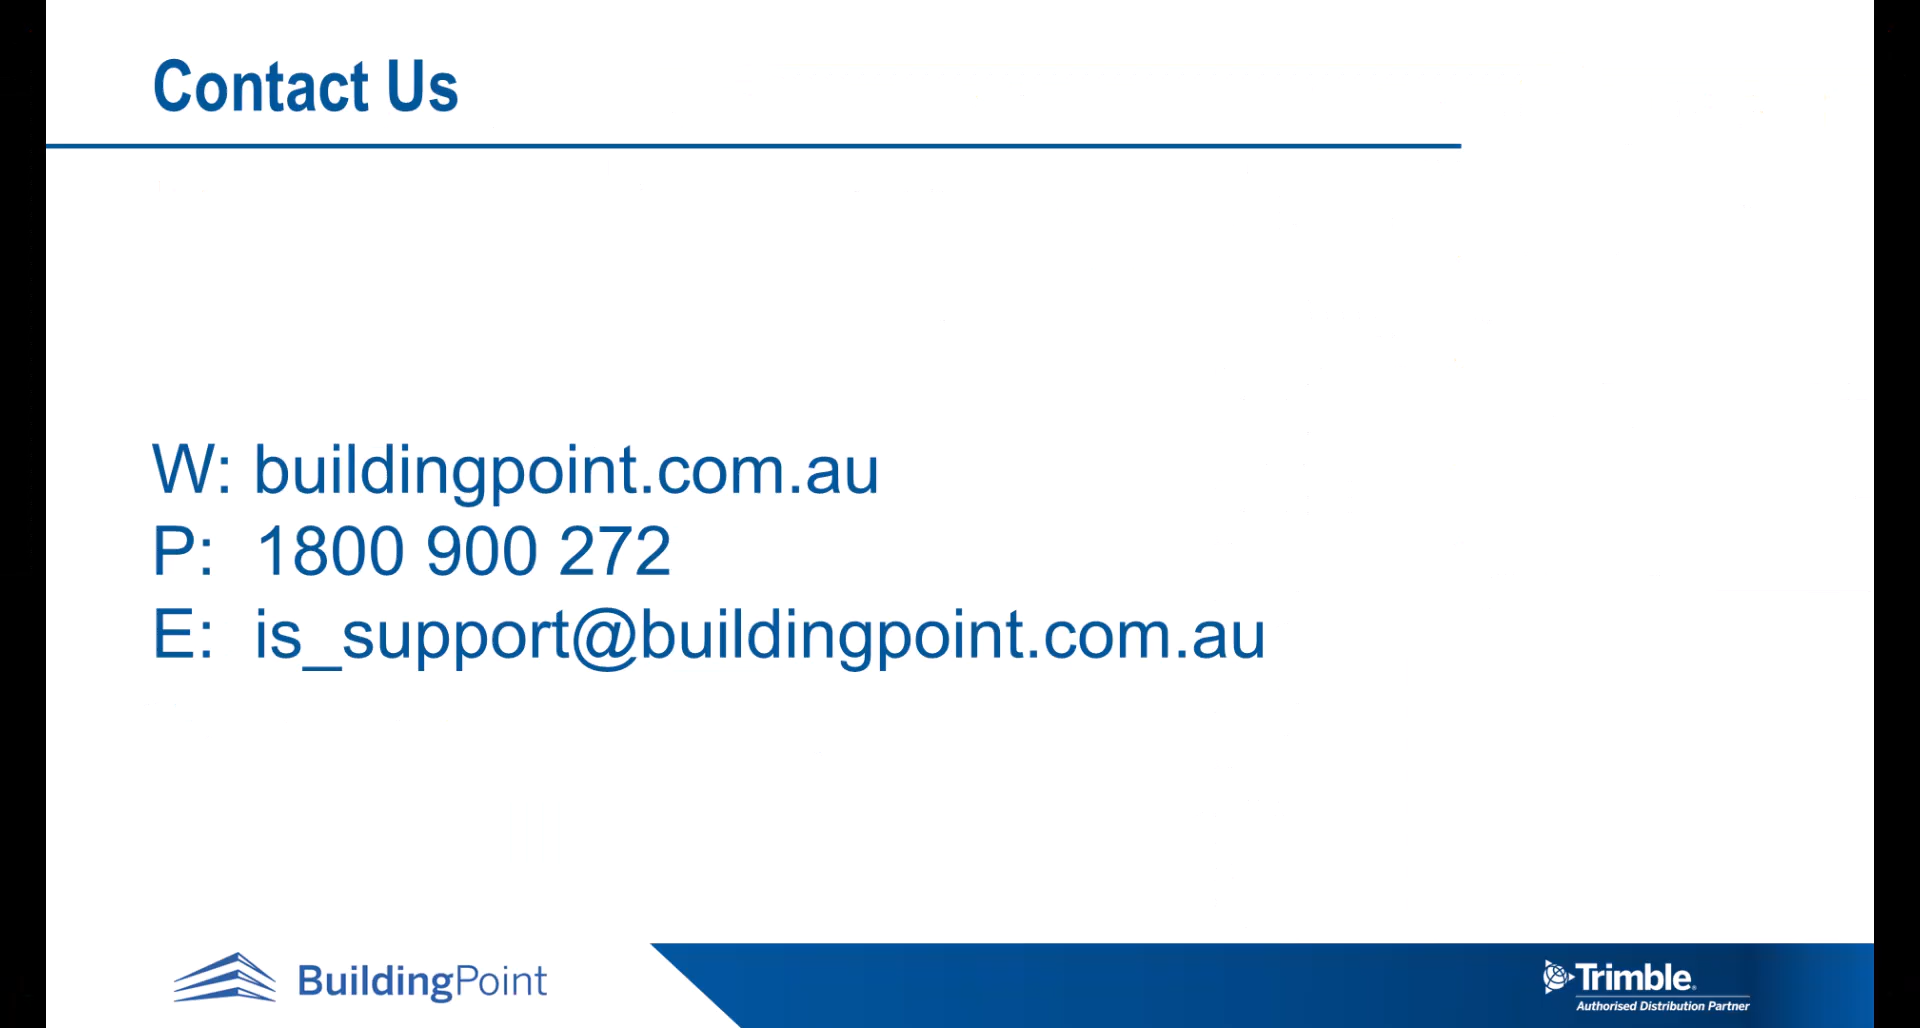 Contact Us
W: buildingpoint.com.au
P: 1800 900 272
E: is_support@buildingpoint.com.au
BuildingPoint
Trimble.
Authorised Distribution Partner